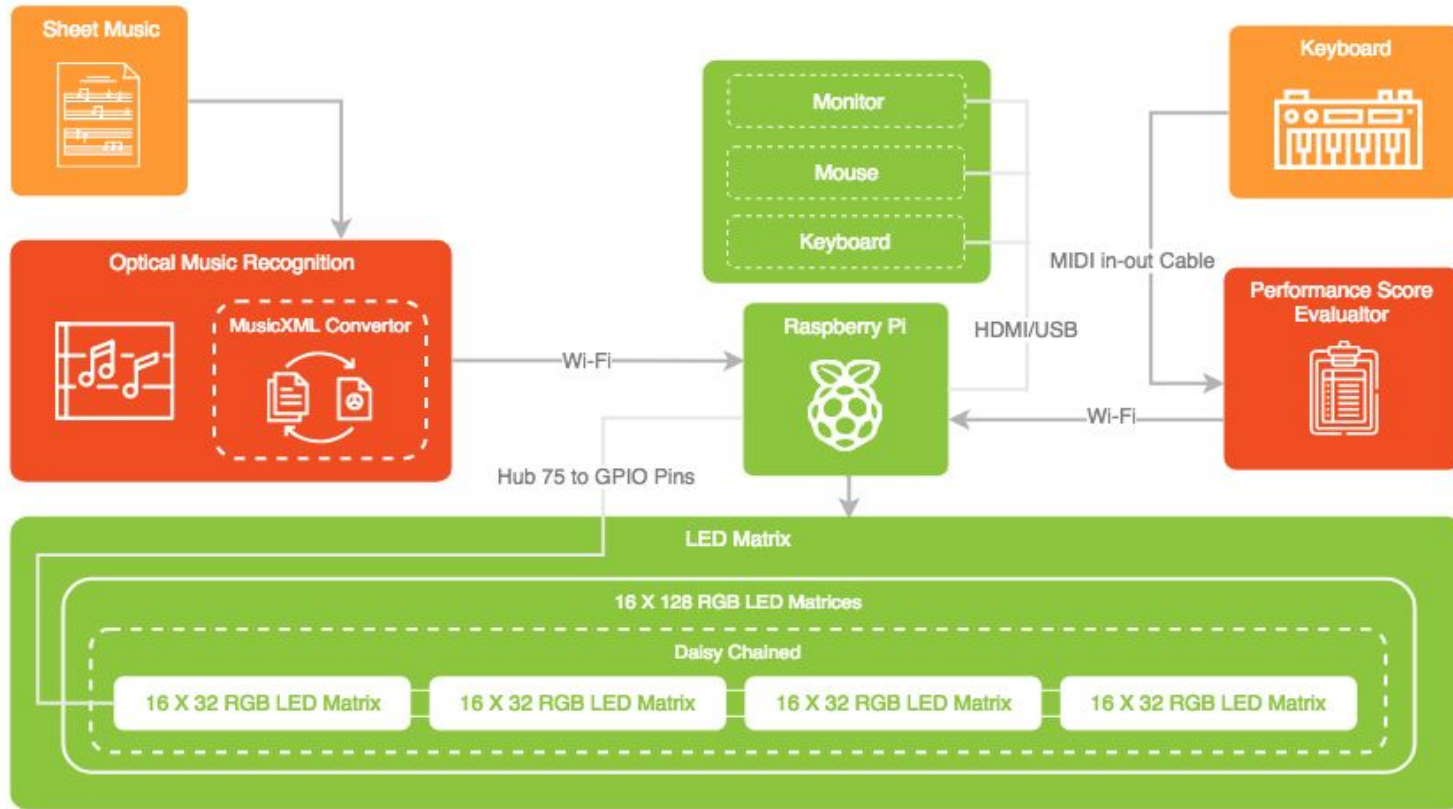 Sheet Music
Keyboard
Monitor
Mouse
Keyboard
Optical Music Recognition
MusicXML Convertor
MIDI in-out Cable
Performance Score
Evalualtor
Raspberry Pi
HDMI/USB
Wi-Fi
Wi-Fi
Hub 75 to GPIO Pins
LED Matrix
16 X 128 RGB LED Matrices
Daisy Chained
16 X 32 RGB LED Matrix
16 X 32 RGB LED Matrix
16 X 32 RGB LED Matrix
16 X 32 RGB LED Matrix